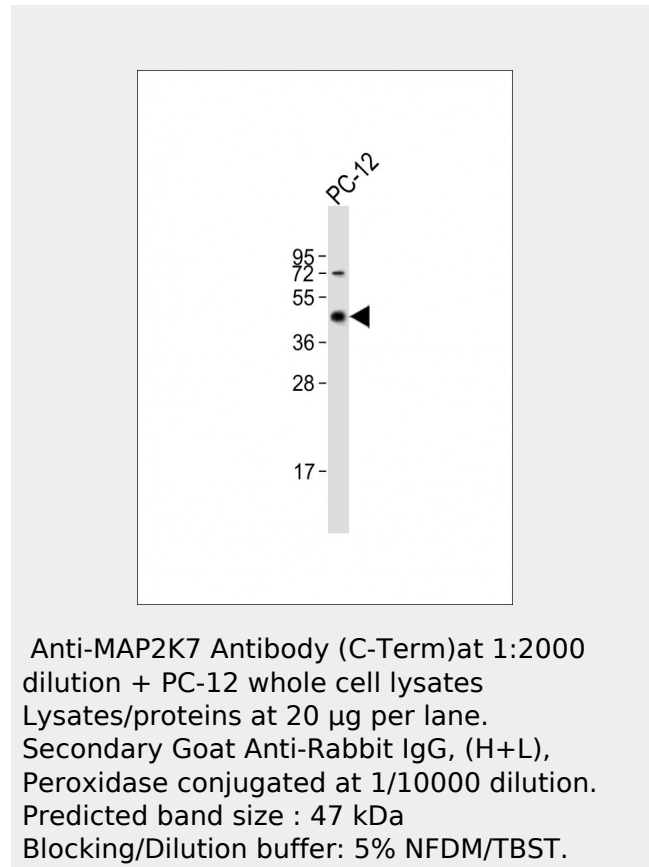 PC-12
95
72
55
36
28
17
Anti-MAP2K7 Antibody (C-Term)at 1:2000
dilution + PC-12 whole cell lysates
Lysates/proteins at 20 µg per lane.
Secondary Goat Anti-Rabbit IgG, (H+L),
Peroxidase conjugated at 1/10000 dilution.
Predicted band size : 47 kDa
Blocking/Dilution buffer: 5% NFDM/TBST.